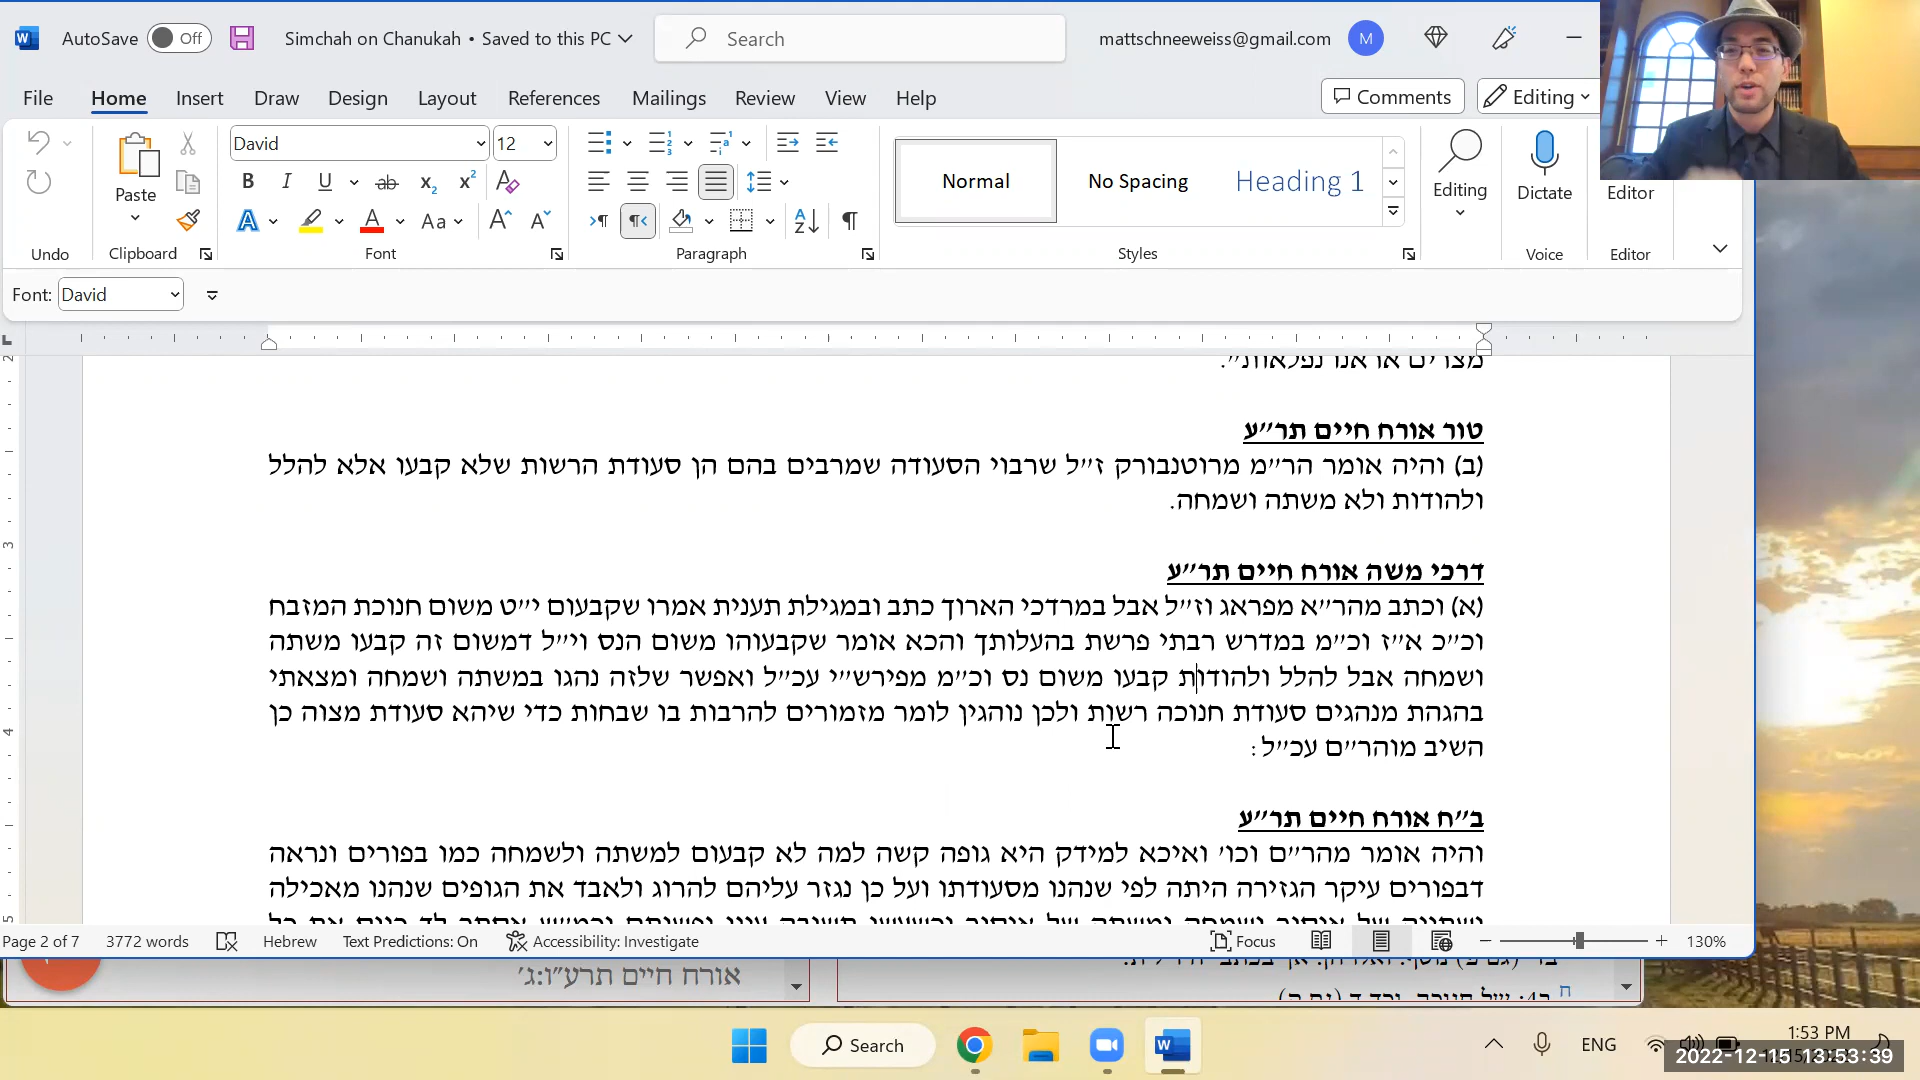 AutoSave Off Simchah on Chanukah • Saved to this PC Search mattschneeweiss@gmail.com M
File Home Insert Draw Design Layout References Mailings Review View Help Comments Editing
David 12 Normal No Spacing Heading 1
Paste Editing Dictate Editor
Undo Clipboard Font Paragraph Styles Voice Editor
Font: David
מצרים אראנו נפלאות".
טור אורח חיים תר"ע
(ב) והיה אומר הר"מ מרוטנבורק ז"ל שרבוי הסעודה שמרבים בהם הן סעודת הרשות שלא קבעו אלא להלל
ולהודות ולא משתה ושמחה.
דרכי משה אורח חיים תר"ע
(א) וכתב מהר"א מפראג וז"ל אבל במרדכי הארוך כתב ובמגילת תענית אמרו שקבעום י"ט משום חנוכת המזבח
וכ"כ א"ז וכ"מ במדרש רבתי פרשת בהעלותך והכא אומר שקבעוהו משום הנס וי"ל דמשום זה קבעו משתה
ושמחה אבל להלל ולהודות קבעו משום נס וכ"מ מפירש"י עכ"ל ואפשר שלזה נהגו במשתה ושמחה ומצאתי
בהגהת מנהגים סעודת חנוכה רשות ולכן נוהגין לומר מזמורים להרבות בו שבחות כדי שיהא סעודת מצוה כן
השיב מוהר"ם עכ"ל:
ב"ח אורח חיים תר"ע
והיה אומר מהר"ם וכו' ואיכא למידק היא גופה קשה למה לא קבעום למשתה ולשמחה כמו בפורים ונראה
דבפורים עיקר הגזירה היתה לפי שנהנו מסעודתו ועל כן נגזר עליהם להרוג ולאבד את הגופים שנהנו מאכילה
Page 2 of 7 3772 words Hebrew Text Predictions: On Accessibility: Investigate Focus 130%
אורח חיים תרע"ו:ג'
Search ENG 1:53 PM
2022-12-15 13:53:39